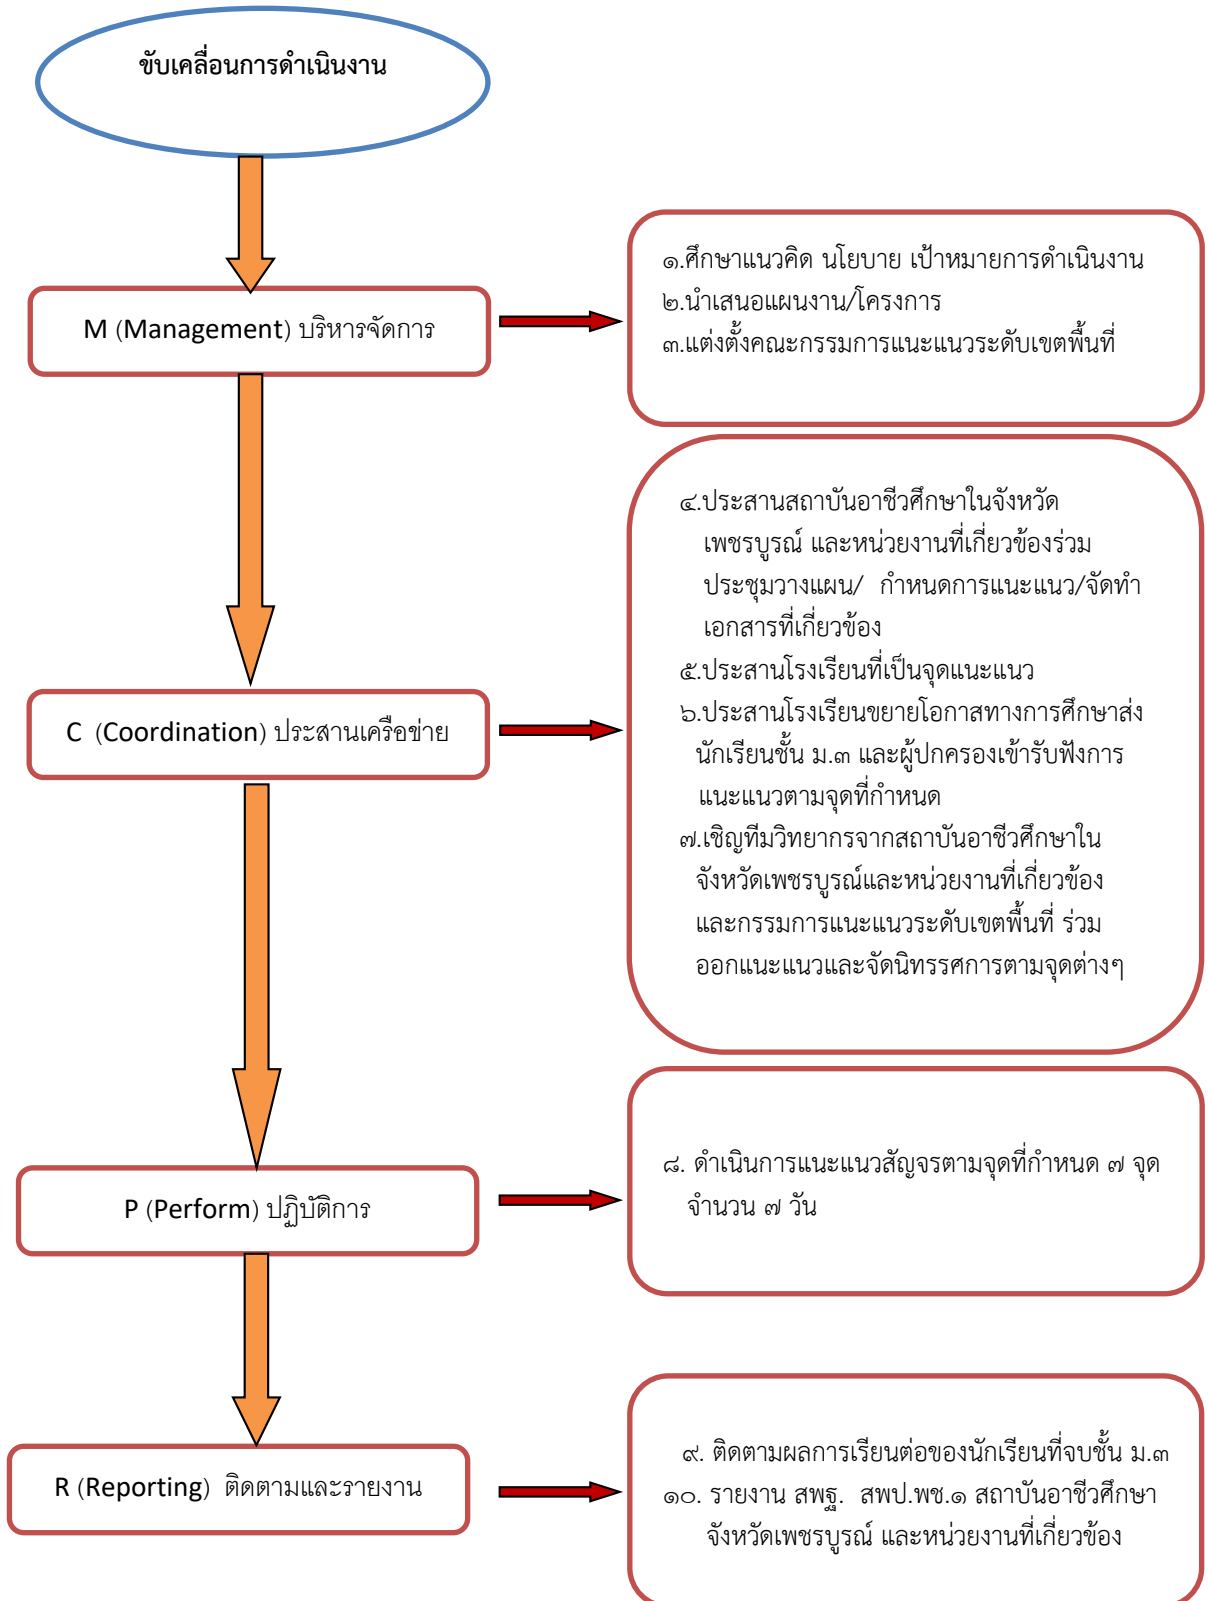 ขับเคลื่อนการดำเนินงาน
M (Management) บริหารจัดการ
๑.ศึกษาแนวคิด นโยบาย เป้าหมายการดำเนินงาน
๒.นำเสนอแผนงาน/โครงการ
๓.แต่งตั้งคณะกรรมการแนะแนวระดับเขตพื้นที่
C (Coordination) ประสานเครือข่าย
๔.ประสานสถาบันอาชีวศึกษาในจังหวัด
เพชรบูรณ์ และหน่วยงานที่เกี่ยวข้องร่วม
ประชุมวางแผน/ กำหนดการแนะแนว/จัดทำ
เอกสารที่เกี่ยวข้อง
๕.ประสานโรงเรียนที่เป็นจุดแนะแนว
๖.ประสานโรงเรียนขยายโอกาสทางการศึกษาส่ง
นักเรียนชั้น ม.๓ และผู้ปกครองเข้ารับฟังการ
แนะแนวตามจุดที่กำหนด
๗.เชิญทีมวิทยากรจากสถาบันอาชีวศึกษาใน
จังหวัดเพชรบูรณ์และหน่วยงานที่เกี่ยวข้อง
และกรรมการแนะแนวระดับเขตพื้นที่ ร่วม
ออกแนะแนวและจัดนิทรรศการตามจุดต่างๆ
P (Perform) ปฏิบัติการ
๘. ดำเนินการแนะแนวสัญจรตามจุดที่กำหนด ๗ จุด
จำนวน ๗ วัน
R (Reporting) ติดตามและรายงาน
๙. ติดตามผลการเรียนต่อของนักเรียนที่จบชั้น ม.๓
๑๐. รายงาน สพฐ. สพป.พช.๑ สถาบันอาชีวศึกษา
จังหวัดเพชรบูรณ์ และหน่วยงานที่เกี่ยวข้อง